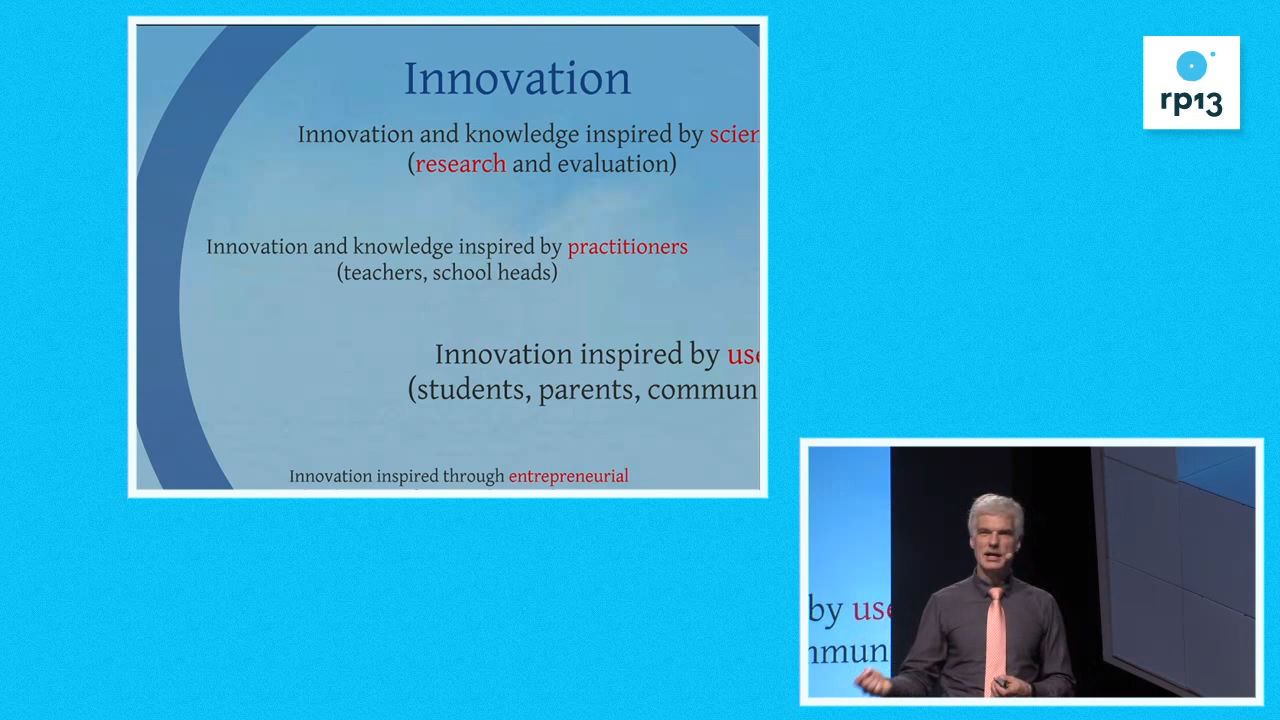 Innovation
Innovation and knowledge inspired by scien
(research and evaluation)
Innovation and knowledge inspired by practitioners
(teachers, school heads)
Innovation inspired by use
(students, parents, commun
Innovation inspired through entrepreneurial
rp13
by use
mmun